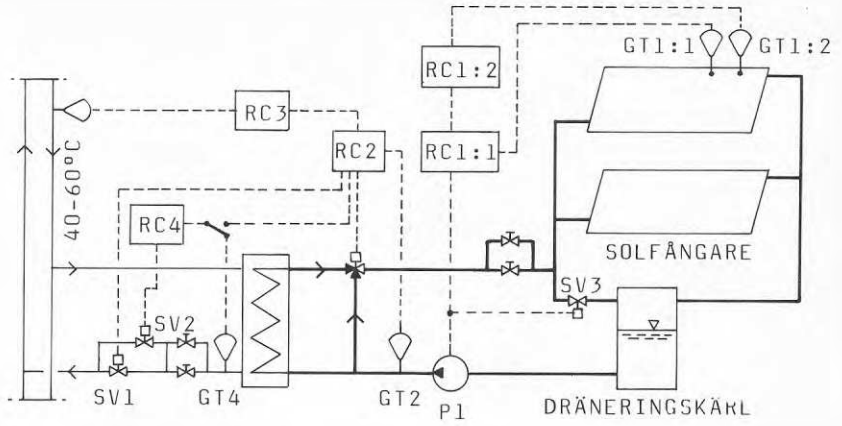 GT1:1
GT1:2
RC1:2
RC3
RC1:1
RC2
40-60°C
RC4
SOLFÅNGARE
SV3
SV2
SV1
GT4
GT2
P1
DRÄNERINGSKÄRL